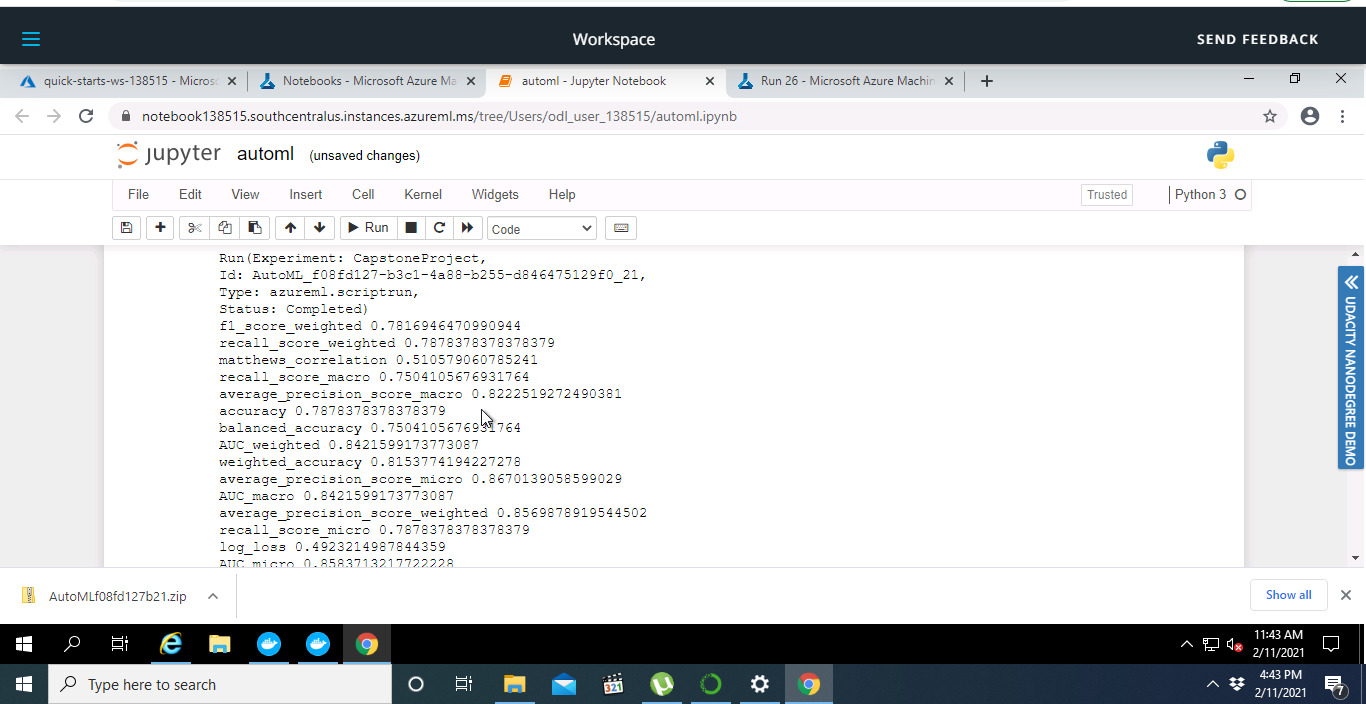 Workspace
SEND FEEDBACK
quick-starts-ws-138515 - Micros
Notebooks - Microsoft Azure Ma
automl - Jupyter Notebook
Run 26 - Microsoft Azure Machin
notebook138515.southcentralus.instances.azureml.ms/tree/Users/odl_user_138515/automl.ipynb
jupyter automl (unsaved changes)
File Edit View Insert Cell Kernel Widgets Help
Trusted
Python 3
Run
Code
Run(Experiment: CapstoneProject,
Id: AutoML_f08fd127-b3c1-4a88-b255-d846475129f0_21,
Type: azureml.scriptrun,
Status: Completed)
f1_score_weighted 0.7816946470990944
recall_score_weighted 0.7878378378378379
matthews_correlation 0.510579060785241
recall_score_macro 0.7504105676931764
average_precision_score_macro 0.8222519272490381
accuracy 0.7878378378378379
balanced_accuracy 0.7504105676931764
AUC_weighted 0.8421599173773087
weighted_accuracy 0.8153774194227278
average_precision_score_micro 0.8670139058599029
AUC_macro 0.8421599173773087
average_precision_score_weighted 0.8569878919544502
recall_score_micro 0.7878378378378379
log_loss 0.4923214987844359
AUC_micro 0.8583713217722228
UDACITY NANODEGREE DEMO
AutoMLf08fd127b21.zip
Show all
11:43 AM
2/11/2021
Type here to search
321
4:43 PM
2/11/2021
7